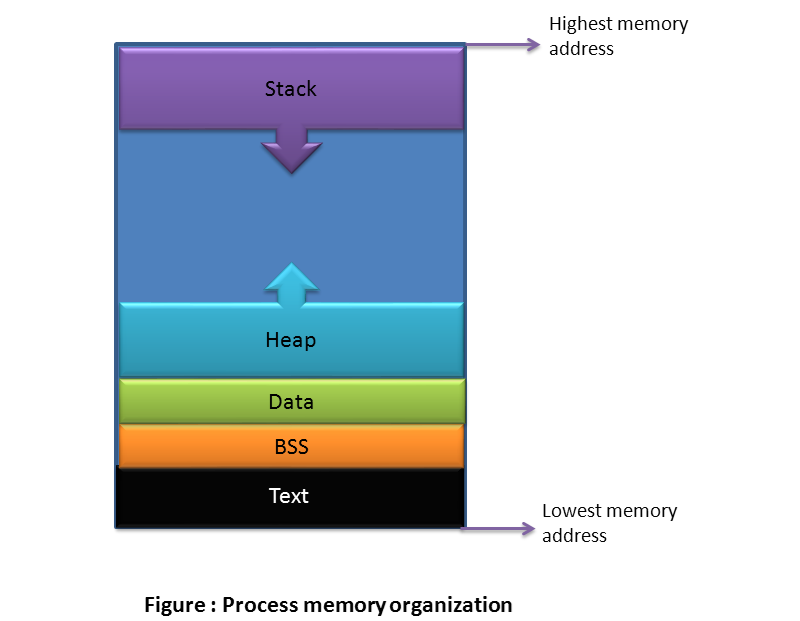 Highest memory
address
Stack
Heap
Data
BSS
Text
Lowest memory
address
Figure : Process memory organization